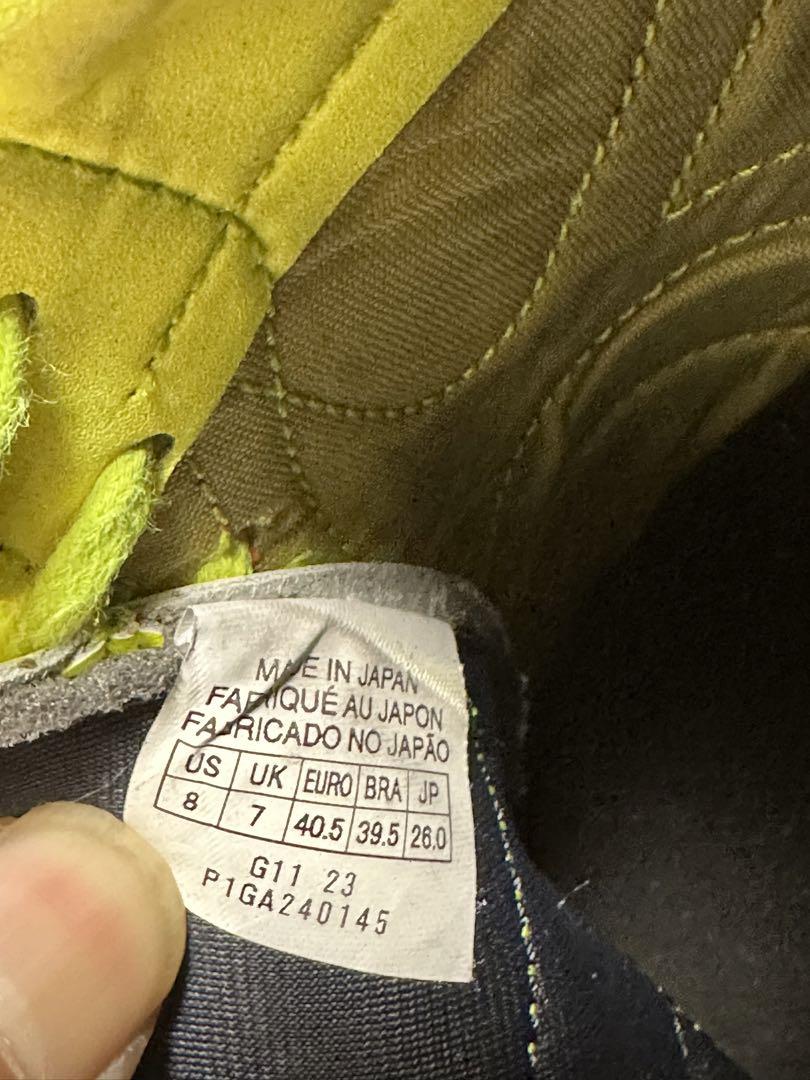 MADE IN JAPAN
FABRIQUÉ AU JAPON
FABRICADO NO JAPÃO
US UK EURO BRA JP
8 7 40.5 39.5 26.0
G11 23
P1GA240145